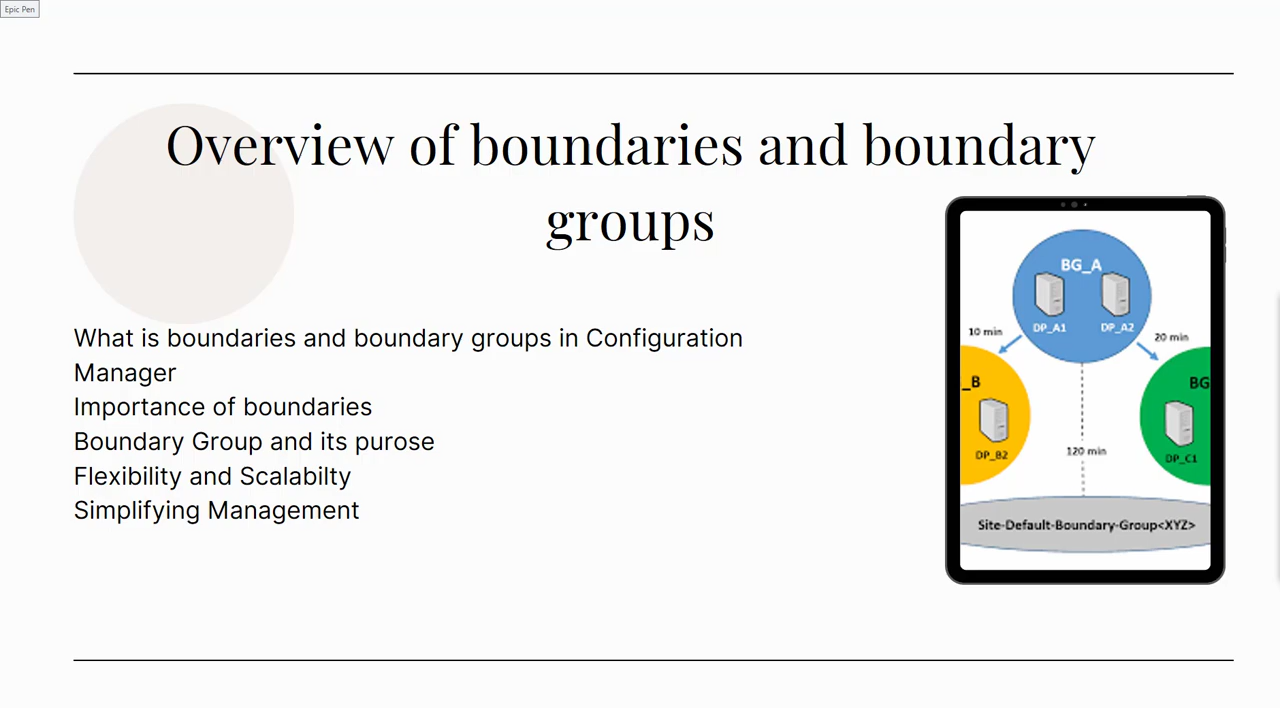 Epic Pen
Overview of boundaries and boundary
groups
What is boundaries and boundary groups in Configuration
Manager
Importance of boundaries
Boundary Group and its purose
Flexibility and Scalabilty
Simplifying Management
BG_A
DP_A1 DP_A2
10 min
20 min
_B
BG
DP_B2
DP_C1
120 min
Site-Default-Boundary-Group<XYZ>